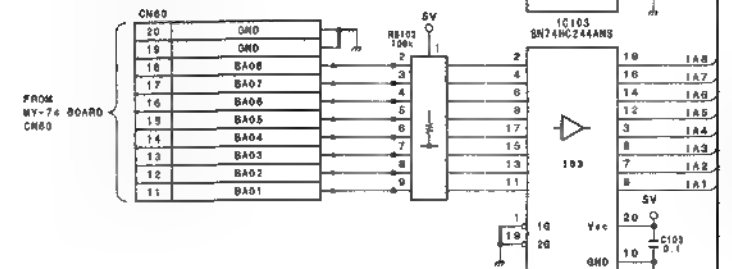 CN60
20 GND
19 GND
18 BA08
17 BA07
16 BA06
15 BA05
14 BA04
13 BA03
12 BA02
11 BA01
FROM
MY-74 BOARD
CN60
5V
RB102
100k
1
2
3
4
5
6
7
8
9
IC103
SN74HC244ANS
2 18 IA8
4 16 IA7
6 14 IA6
8 12 IA5
17 3 IA4
15
13 7 IA2
11 IA1
IA3
103
1 1G
19 2G
Vcc 20
5V
C103
0.1
GND 10